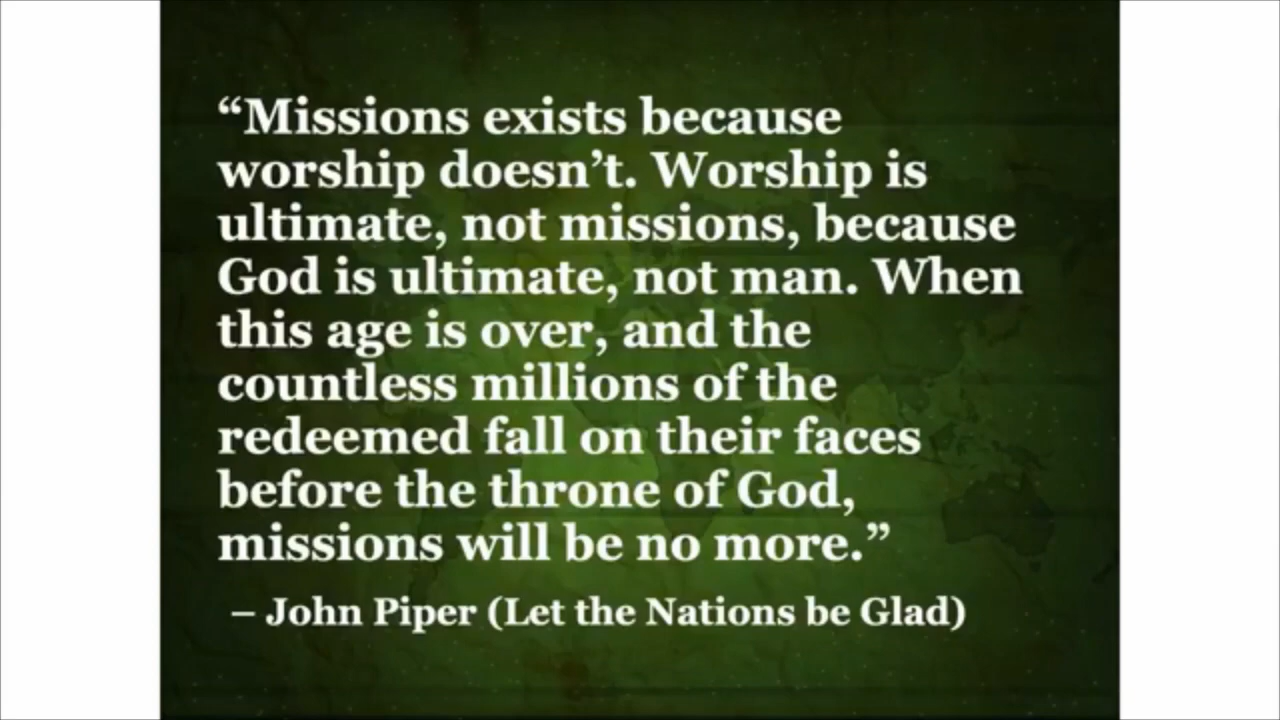 “Missions exists because
worship doesn’t. Worship is
ultimate, not missions, because
God is ultimate, not man. When
this age is over, and the
countless millions of the
redeemed fall on their faces
before the throne of God,
missions will be no more.”
– John Piper (Let the Nations be Glad)